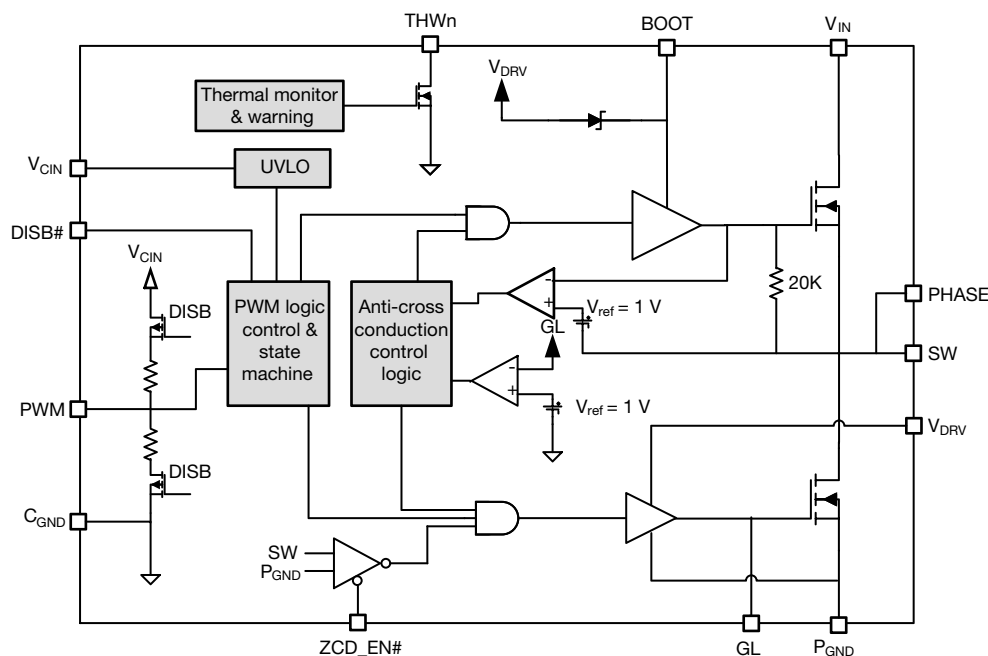 THWn
BOOT
VIN
VDRV
Thermal monitor
& warning
VCIN
UVLO
DISB#
VCIN
DISB
PWM logic
control &
state
machine
Anti-cross
conduction
control
logic
-
+
Vref = 1 V
20K
PHASE
GL
SW
-
+
Vref = 1 V
PWM
VDRV
DISB
CGND
SW
PGND
ZCD_EN#
GL
PGND